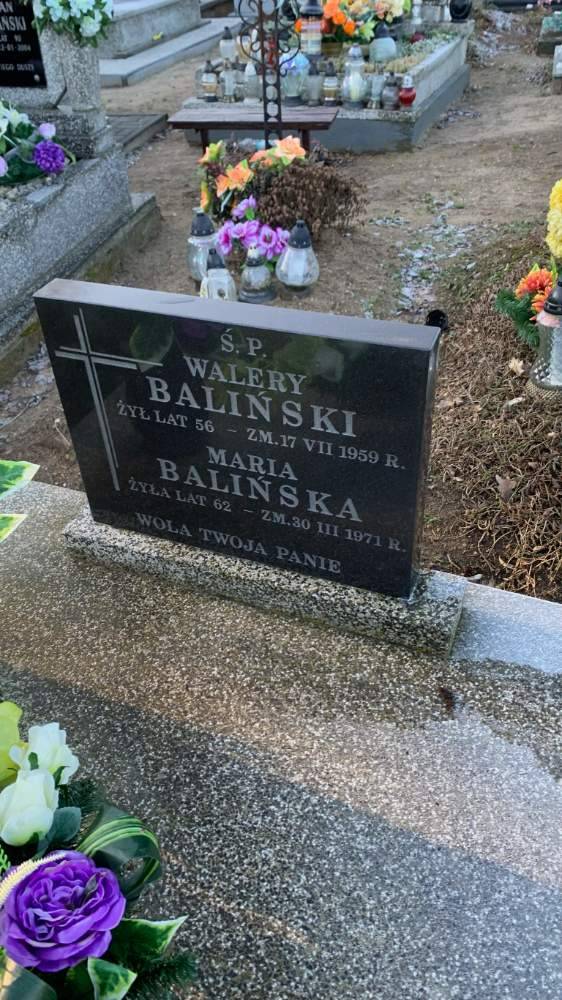 Ś. P.
WALERY
BALIŃSKI
ŻYŁ LAT 56 – ZM. 17 VII 1959 R.
MARIA
BALIŃSKA
ŻYŁA LAT 62 – ZM. 30 III 1971 R.
WOLA TWOJA PANIE